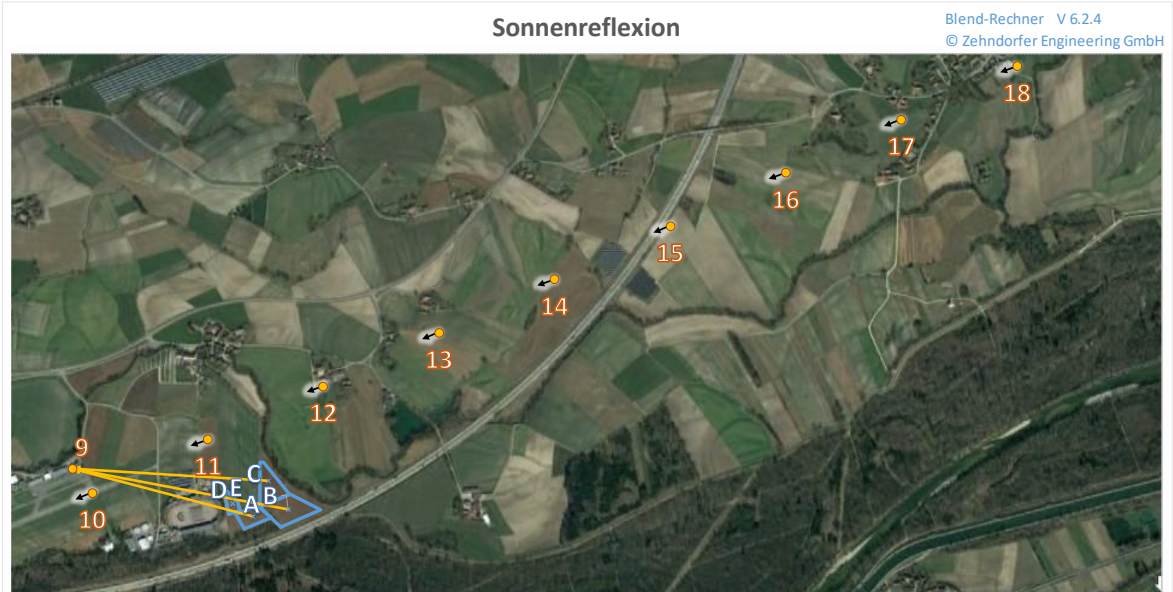 Sonnenreflexion
Blend-Rechner V 6.2.4
© Zehndorfer Engineering GmbH
18
17
16
15
14
13
12
9
11
C
D E
B
A
10